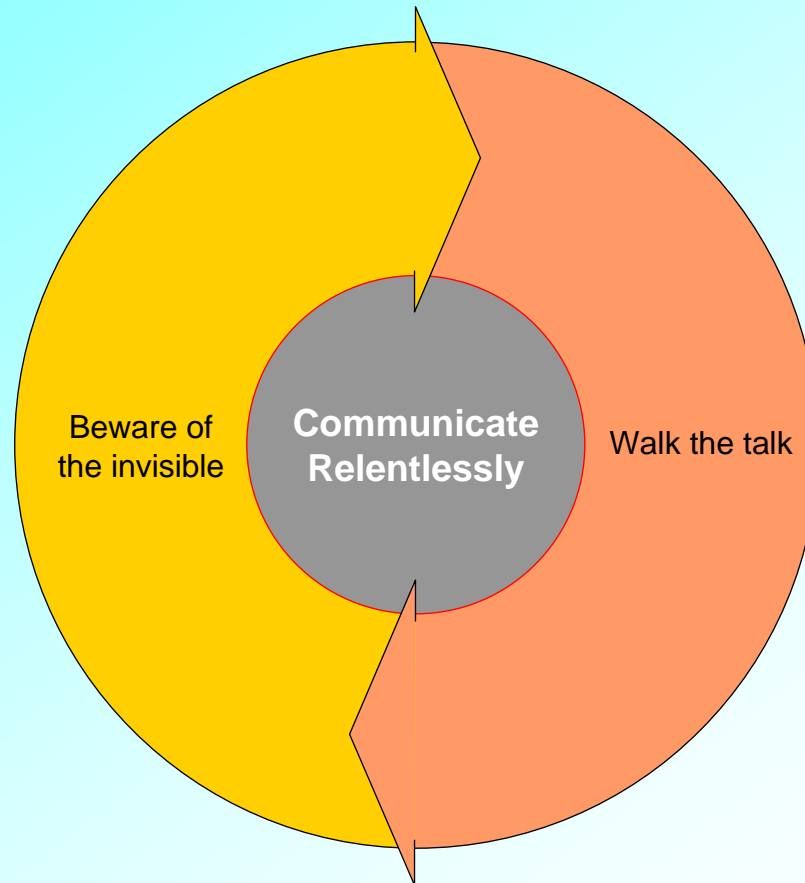 Beware of
the invisible
Communicate
Relentlessly
Walk the talk